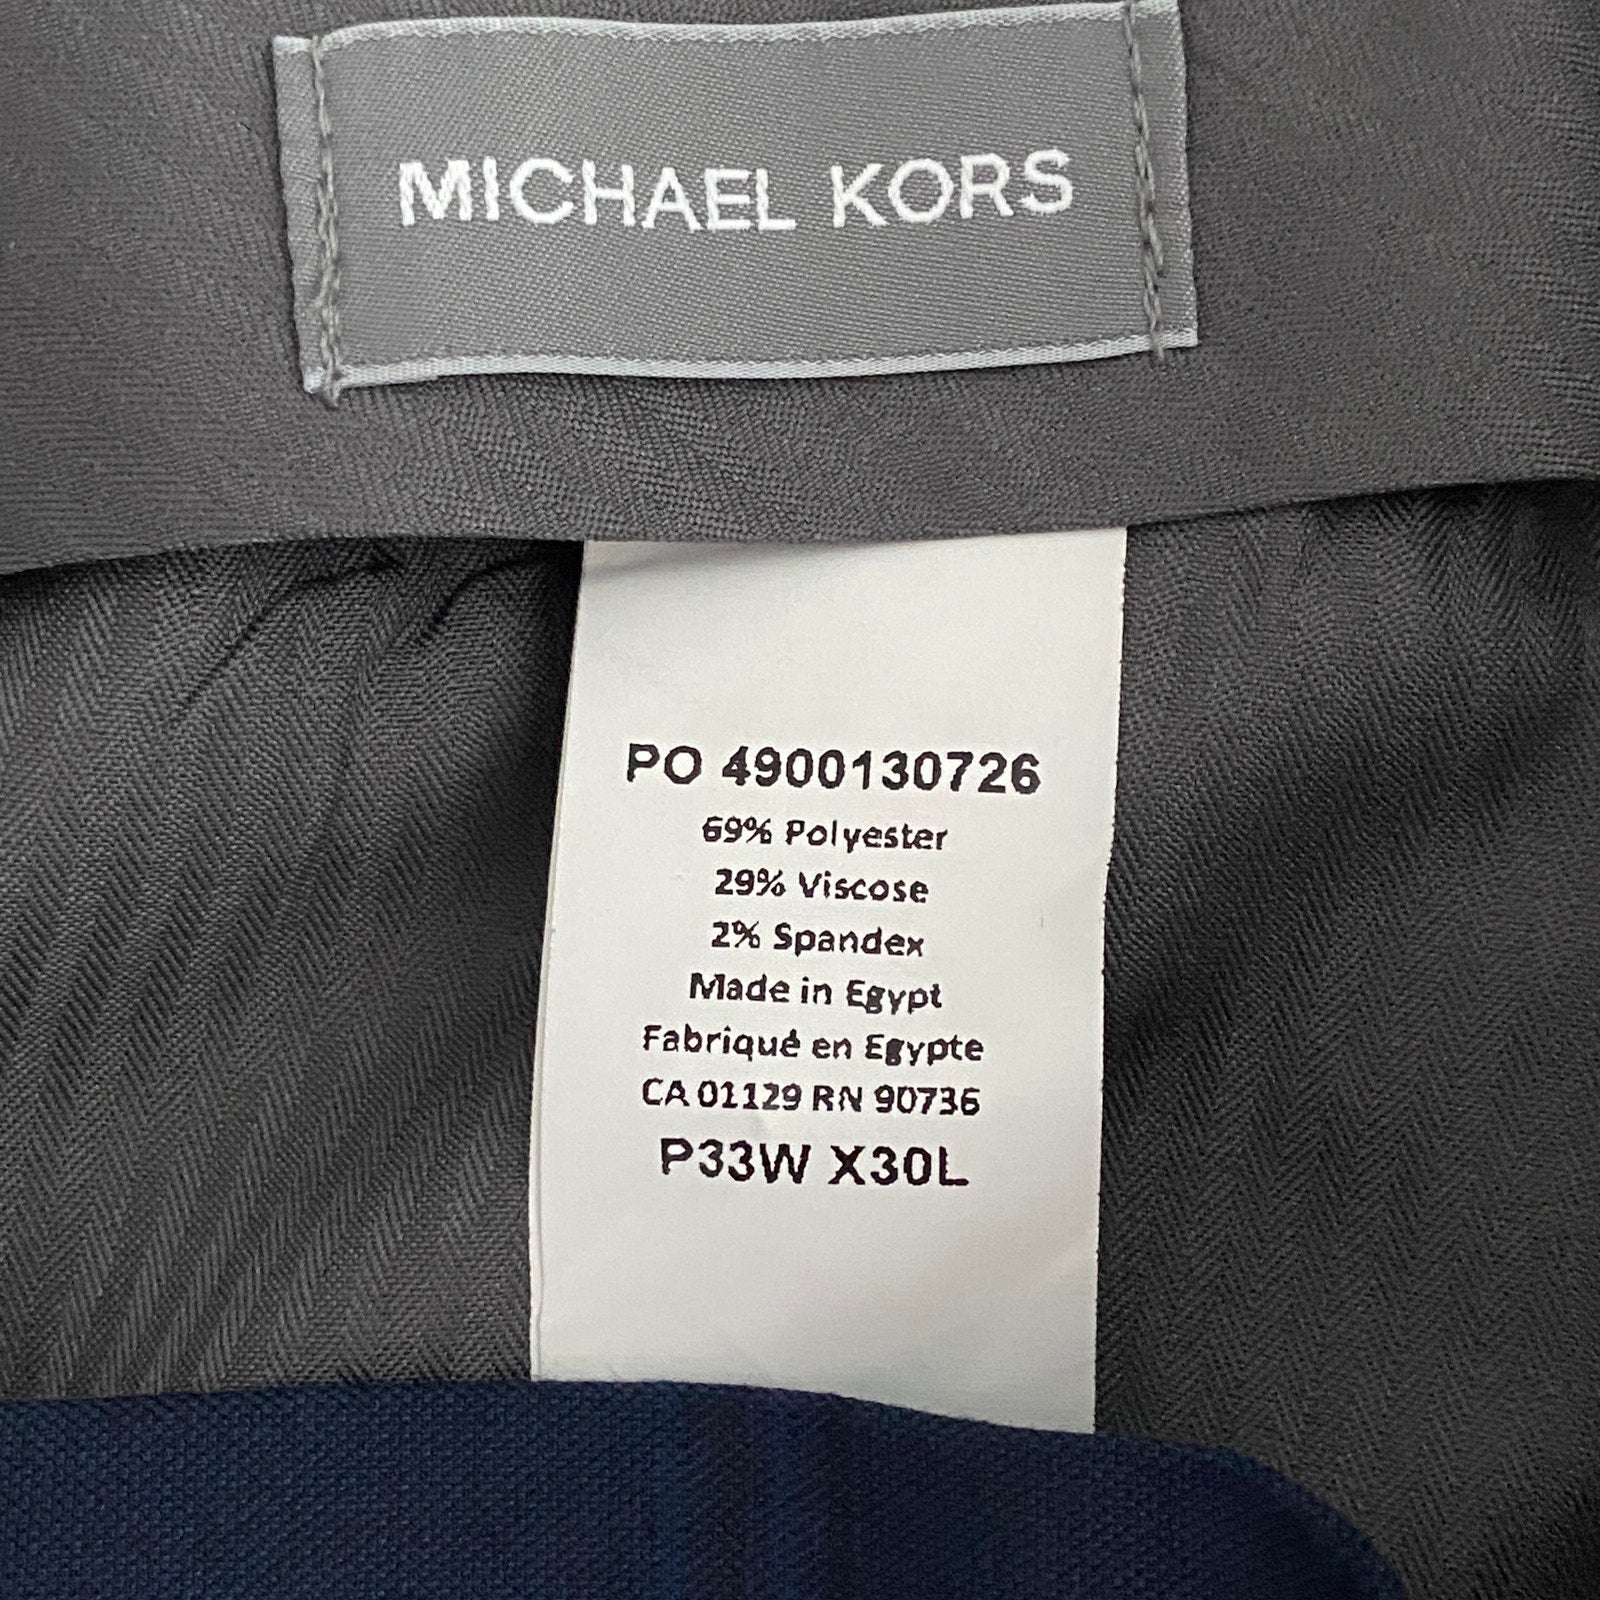 MICHAEL KORS
PO 4900130726
69% Polyester
29% Viscose
2% Spandex
Made in Egypt
Fabriqué en Egypte
CA 01129 RN 90736
P33W X30L